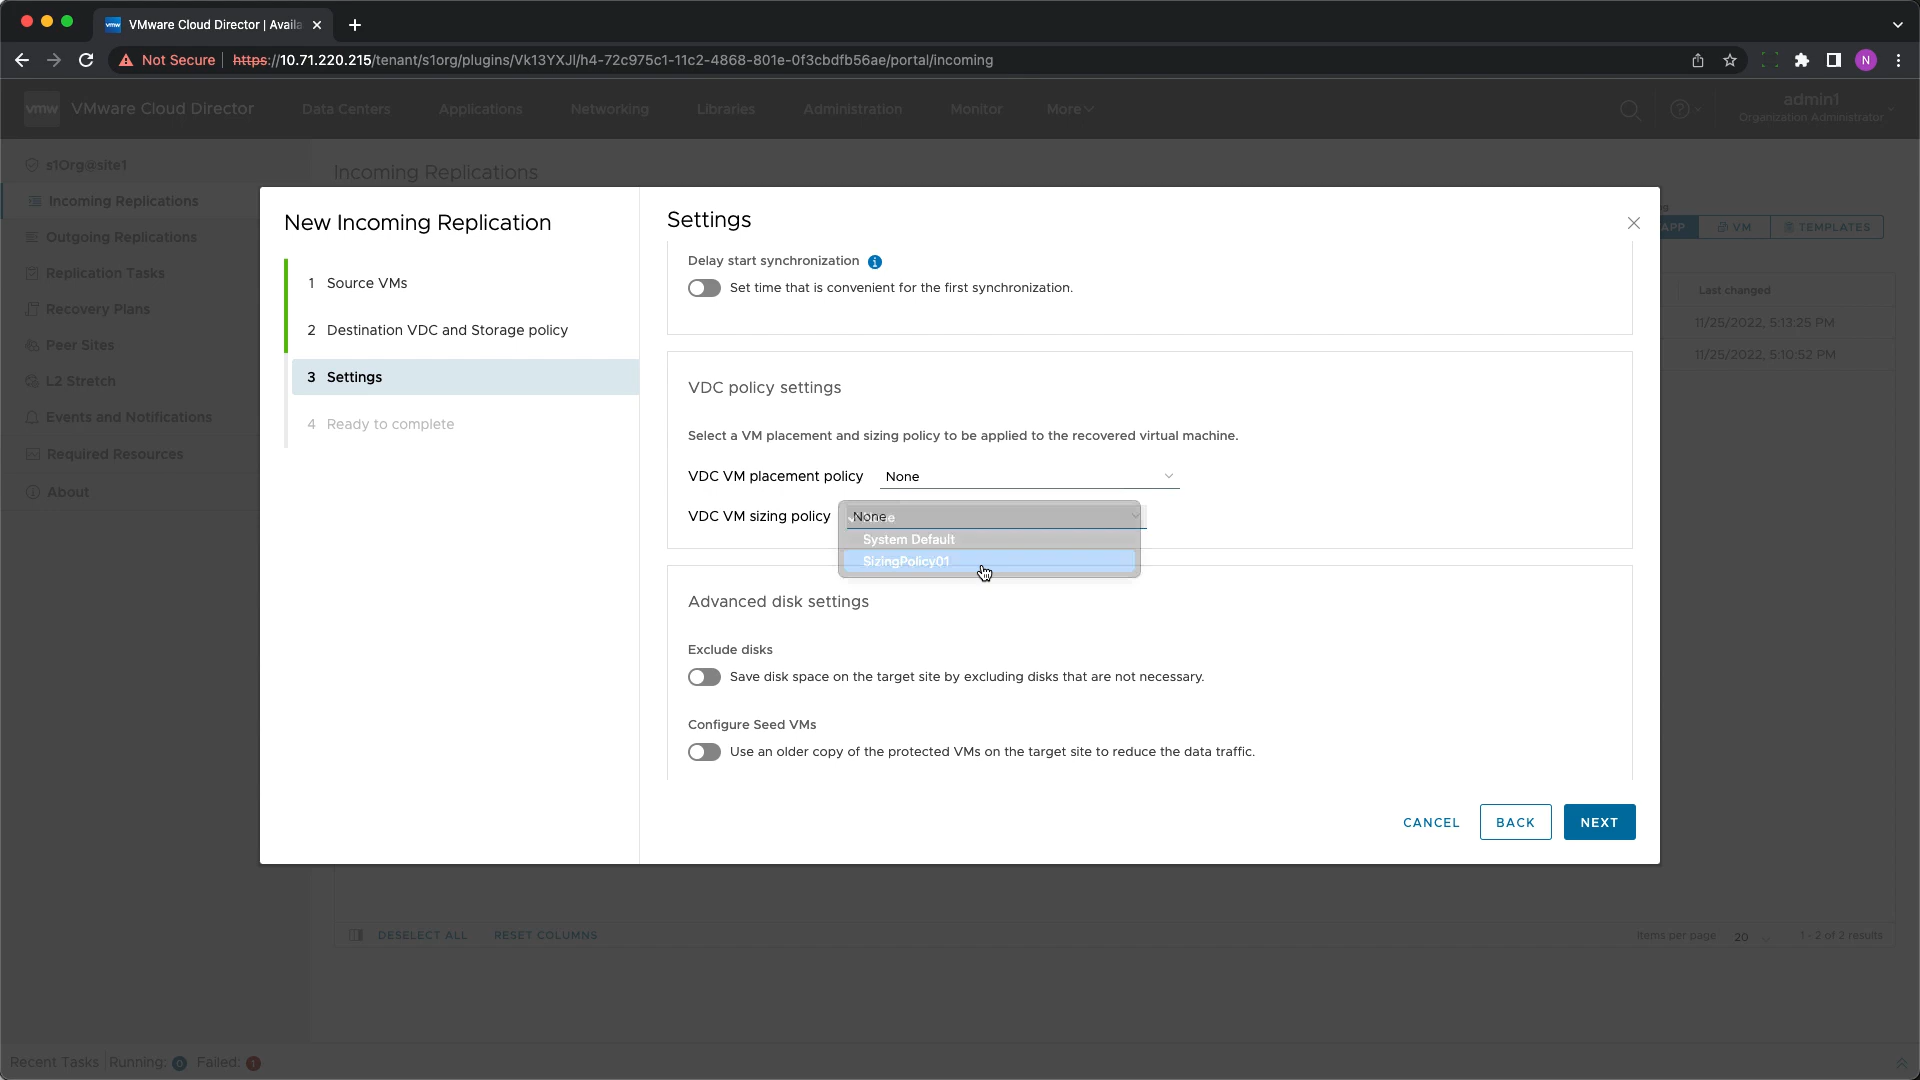 VMware Cloud Director | Availa
Not Secure | https://10.71.220.215/tenant/s1org/plugins/Vk13YXJl/h4-72c975c1-11c2-4868-801e-0f3cbdfb56ae/portal/incoming
N
vmw VMware Cloud Director Data Centers Applications Networking Libraries Administration Monitor More
admin1
Organization Administrator
s1Org@site1
Incoming Replications
Outgoing Replications
Replication Tasks
Recovery Plans
Peer Sites
L2 Stretch
Events and Notifications
Required Resources
About
Incoming Replications
APP VM TEMPLATES
Last changed
11/25/2022, 5:13:25 PM
11/25/2022, 5:10:52 PM
New Incoming Replication
1 Source VMs
2 Destination VDC and Storage policy
3 Settings
4 Ready to complete
Settings
Delay start synchronization
Set time that is convenient for the first synchronization.
VDC policy settings
Select a VM placement and sizing policy to be applied to the recovered virtual machine.
VDC VM placement policy None
VDC VM sizing policy None
System Default
SizingPolicy01
Advanced disk settings
Exclude disks
Save disk space on the target site by excluding disks that are not necessary.
Configure Seed VMs
Use an older copy of the protected VMs on the target site to reduce the data traffic.
CANCEL BACK NEXT
DESELECT ALL RESET COLUMNS
Items per page 20 1 - 2 of 2 results
Recent Tasks Running: 0 Failed: 1